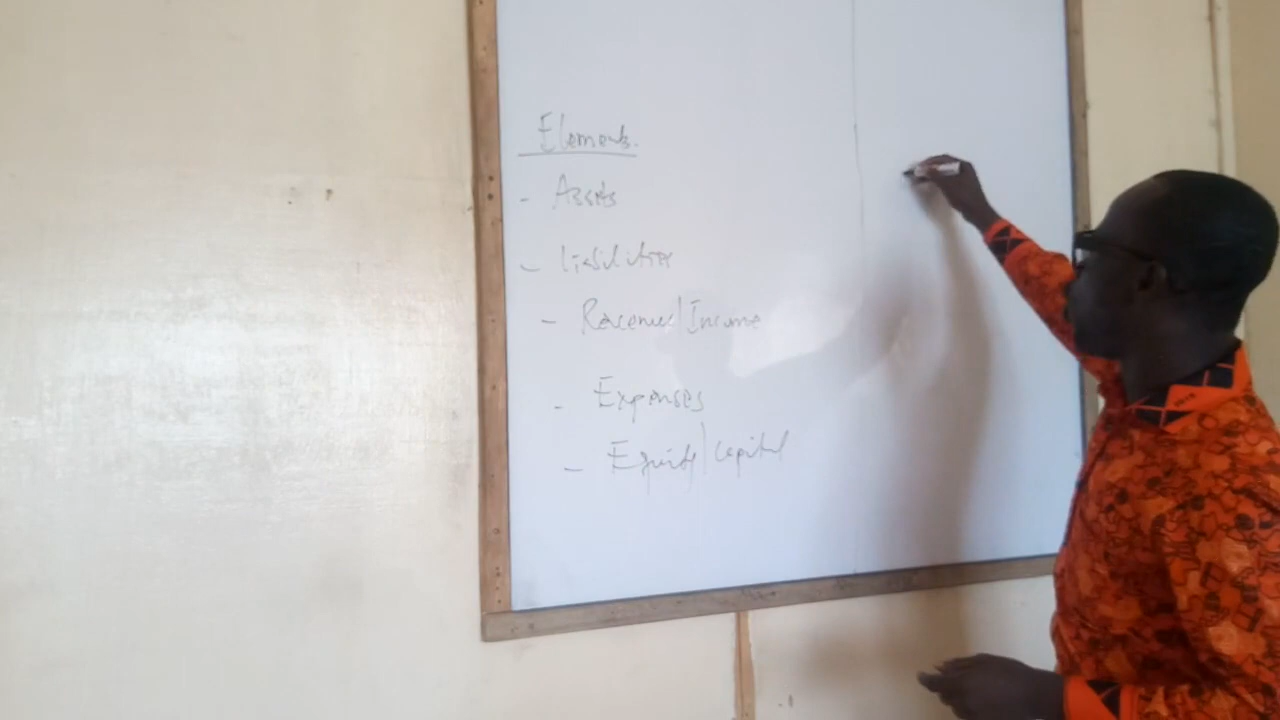 Elements.
- Assets
- Liabilities
- Revenue/Income
- Expenses
- Equity/Capital